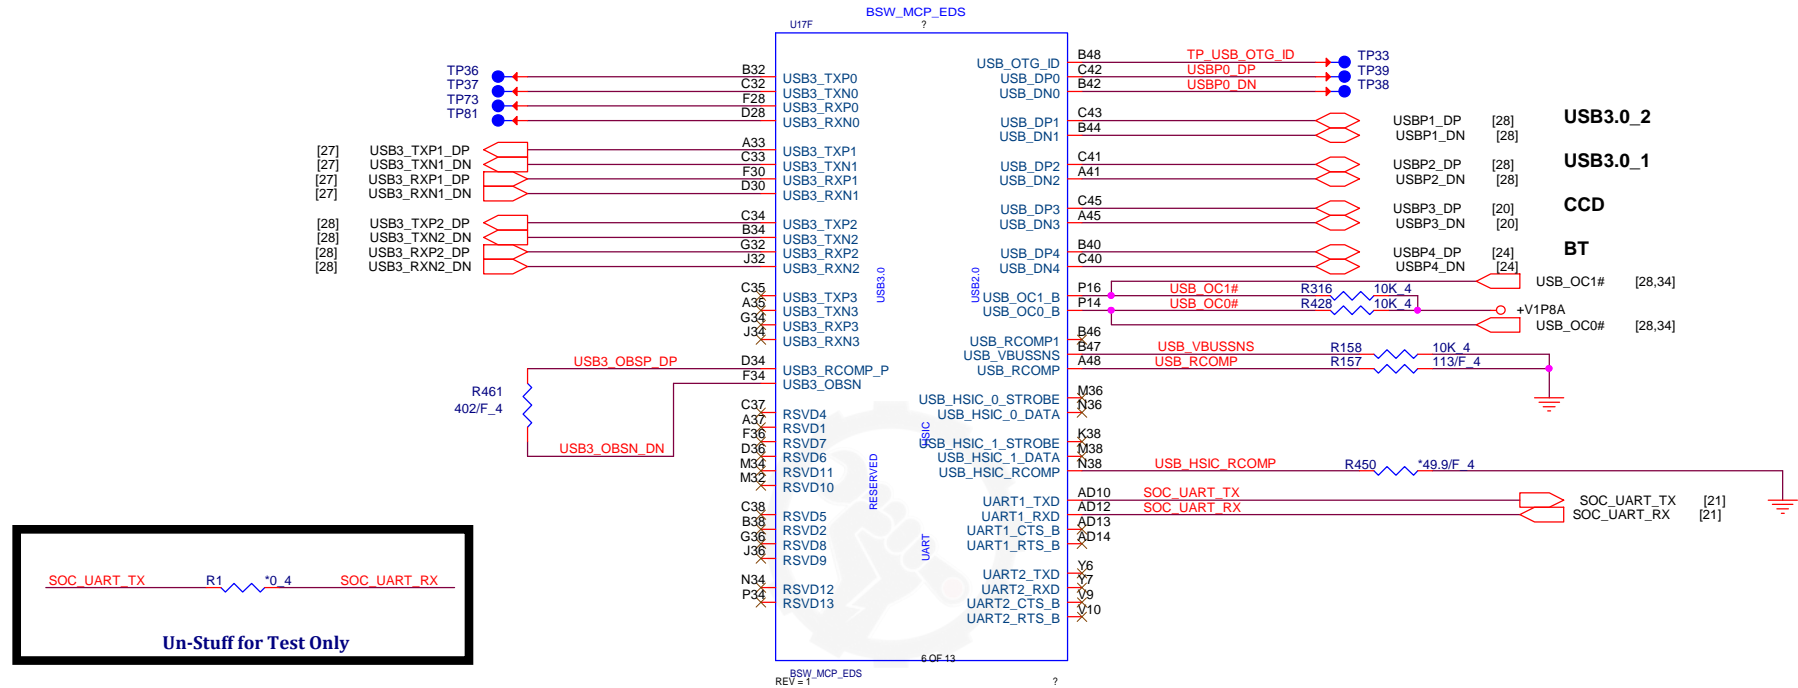 BSW_MCP_EDS
U17F
?
TP36
B32
USB3_TXP0
TP37
C32
USB3_TXN0
TP73
F28
USB3_RXP0
TP81
D28
USB3_RXN0
[27] USB3_TXP1_DP
A33
USB3_TXP1
[27] USB3_TXN1_DN
C33
USB3_TXN1
[27] USB3_RXP1_DP
F30
USB3_RXP1
[27] USB3_RXN1_DN
D30
USB3_RXN1
[28] USB3_TXP2_DP
C34
USB3_TXP2
[28] USB3_TXN2_DN
B34
USB3_TXN2
[28] USB3_RXP2_DP
G32
USB3_RXP2
[28] USB3_RXN2_DN
J32
USB3_RXN2
C35
USB3_TXP3
A35
USB3_TXN3
G34
USB3_RXP3
J34
USB3_RXN3
USB3_OBSP_DP
D34
USB3_RCOMP_P
F34
USB3_OBSN
R461
402/F_4
USB3_OBSN_DN
C37
RSVD4
A37
RSVD1
F36
RSVD7
D36
RSVD6
M34
RSVD11
M32
RSVD10
C38
RSVD5
B38
RSVD2
G36
RSVD8
J36
RSVD9
N34
RSVD12
P34
RSVD13
USB3.0
RESERVED
USB2.0
HSIC
UART
USB_OTG_ID
B48
TP_USB_OTG_ID
TP33
USB_DP0
C42
USBP0_DP
TP39
USB_DN0
B42
USBP0_DN
TP38
USB_DP1
C43
USBP1_DP [28]
USB3.0_2
USB_DN1
B44
USBP1_DN [28]
USB_DP2
C41
USBP2_DP [28]
USB3.0_1
USB_DN2
A41
USBP2_DN [28]
USB_DP3
C45
USBP3_DP [20]
CCD
USB_DN3
A45
USBP3_DN [20]
USB_DP4
B40
USBP4_DP [24]
BT
USB_DN4
C40
USBP4_DN [24]
USB_OC1# [28,34]
USB_OC1_B
P16
USB_OC1#
R316 10K_4
USB_OC0_B
P14
USB_OC0#
R428 10K_4
+V1P8A
USB_OC0# [28,34]
USB_RCOMP1
B46
USB_VBUSSNS
B47
USB_VBUSSNS
R158 10K_4
USB_RCOMP
A48
USB_RCOMP
R157 113/F_4
USB_HSIC_0_STROBE
M36
USB_HSIC_0_DATA
N36
USB_HSIC_1_STROBE
K38
USB_HSIC_1_DATA
M38
USB_HSIC_RCOMP
N38
USB_HSIC_RCOMP
R450 *49.9/F_4
UART1_TXD
AD10
SOC_UART_TX
SOC_UART_TX [21]
UART1_RXD
AD12
SOC_UART_RX
SOC_UART_RX [21]
UART1_CTS_B
AD13
UART1_RTS_B
AD14
UART2_TXD
Y6
UART2_RXD
Y7
UART2_CTS_B
V9
UART2_RTS_B
V10
SOC_UART_TX R1 *0_4 SOC_UART_RX
Un-Stuff for Test Only
6 OF 13
BSW_MCP_EDS
REV = 1
?